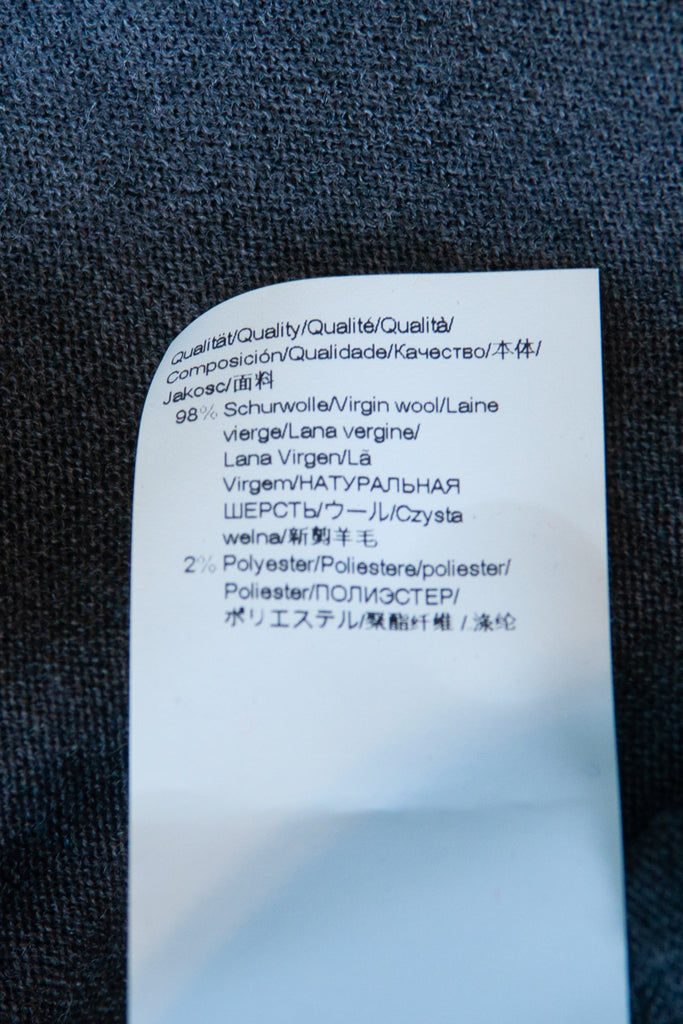 Qualität/Quality/Qualité/Qualità/
Composición/Qualidade/Качество/本体/
Jakosc/面料
98% Schurwolle/Virgin wool/Laine
vierge/Lana vergine/
Lana Virgen/Lã
Virgem/НАТУРАЛЬНАЯ
ШЕРСТЬ/ウール/Czysta
welna/新剪羊毛
2% Polyester/Poliestere/poliester/
Poliester/ПОЛИЭСТЕР/
ポリエステル/聚酯纤维 / 涤纶